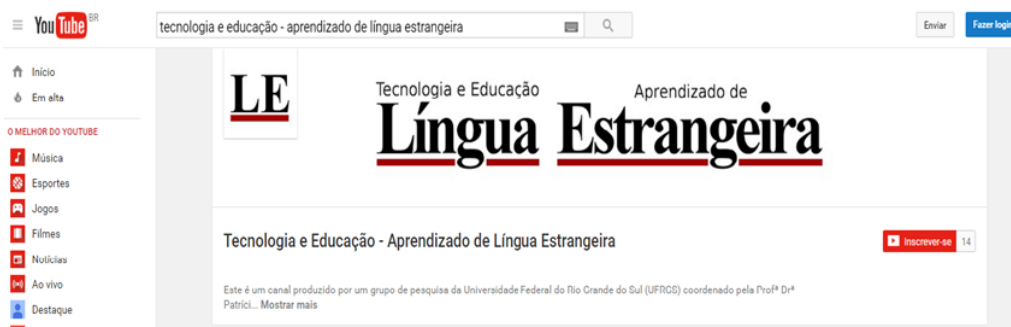 YouTube BR
tecnologia e educação - aprendizado de língua estrangeira
Enviar
Fazer login
Início
Em alta
O MELHOR DO YOUTUBE
Música
Esportes
Jogos
Filmes
Notícias
Ao vivo
Destaque
LE
Tecnologia e Educação
Língua
Aprendizado de
Estrangeira
Tecnologia e Educação - Aprendizado de Língua Estrangeira
Inscrever-se 14
Este é um canal produzido por um grupo de pesquisa da Universidade Federal do Rio Grande do Sul (UFRGS) coordenado pela Profª Drª
Patríci... Mostrar mais